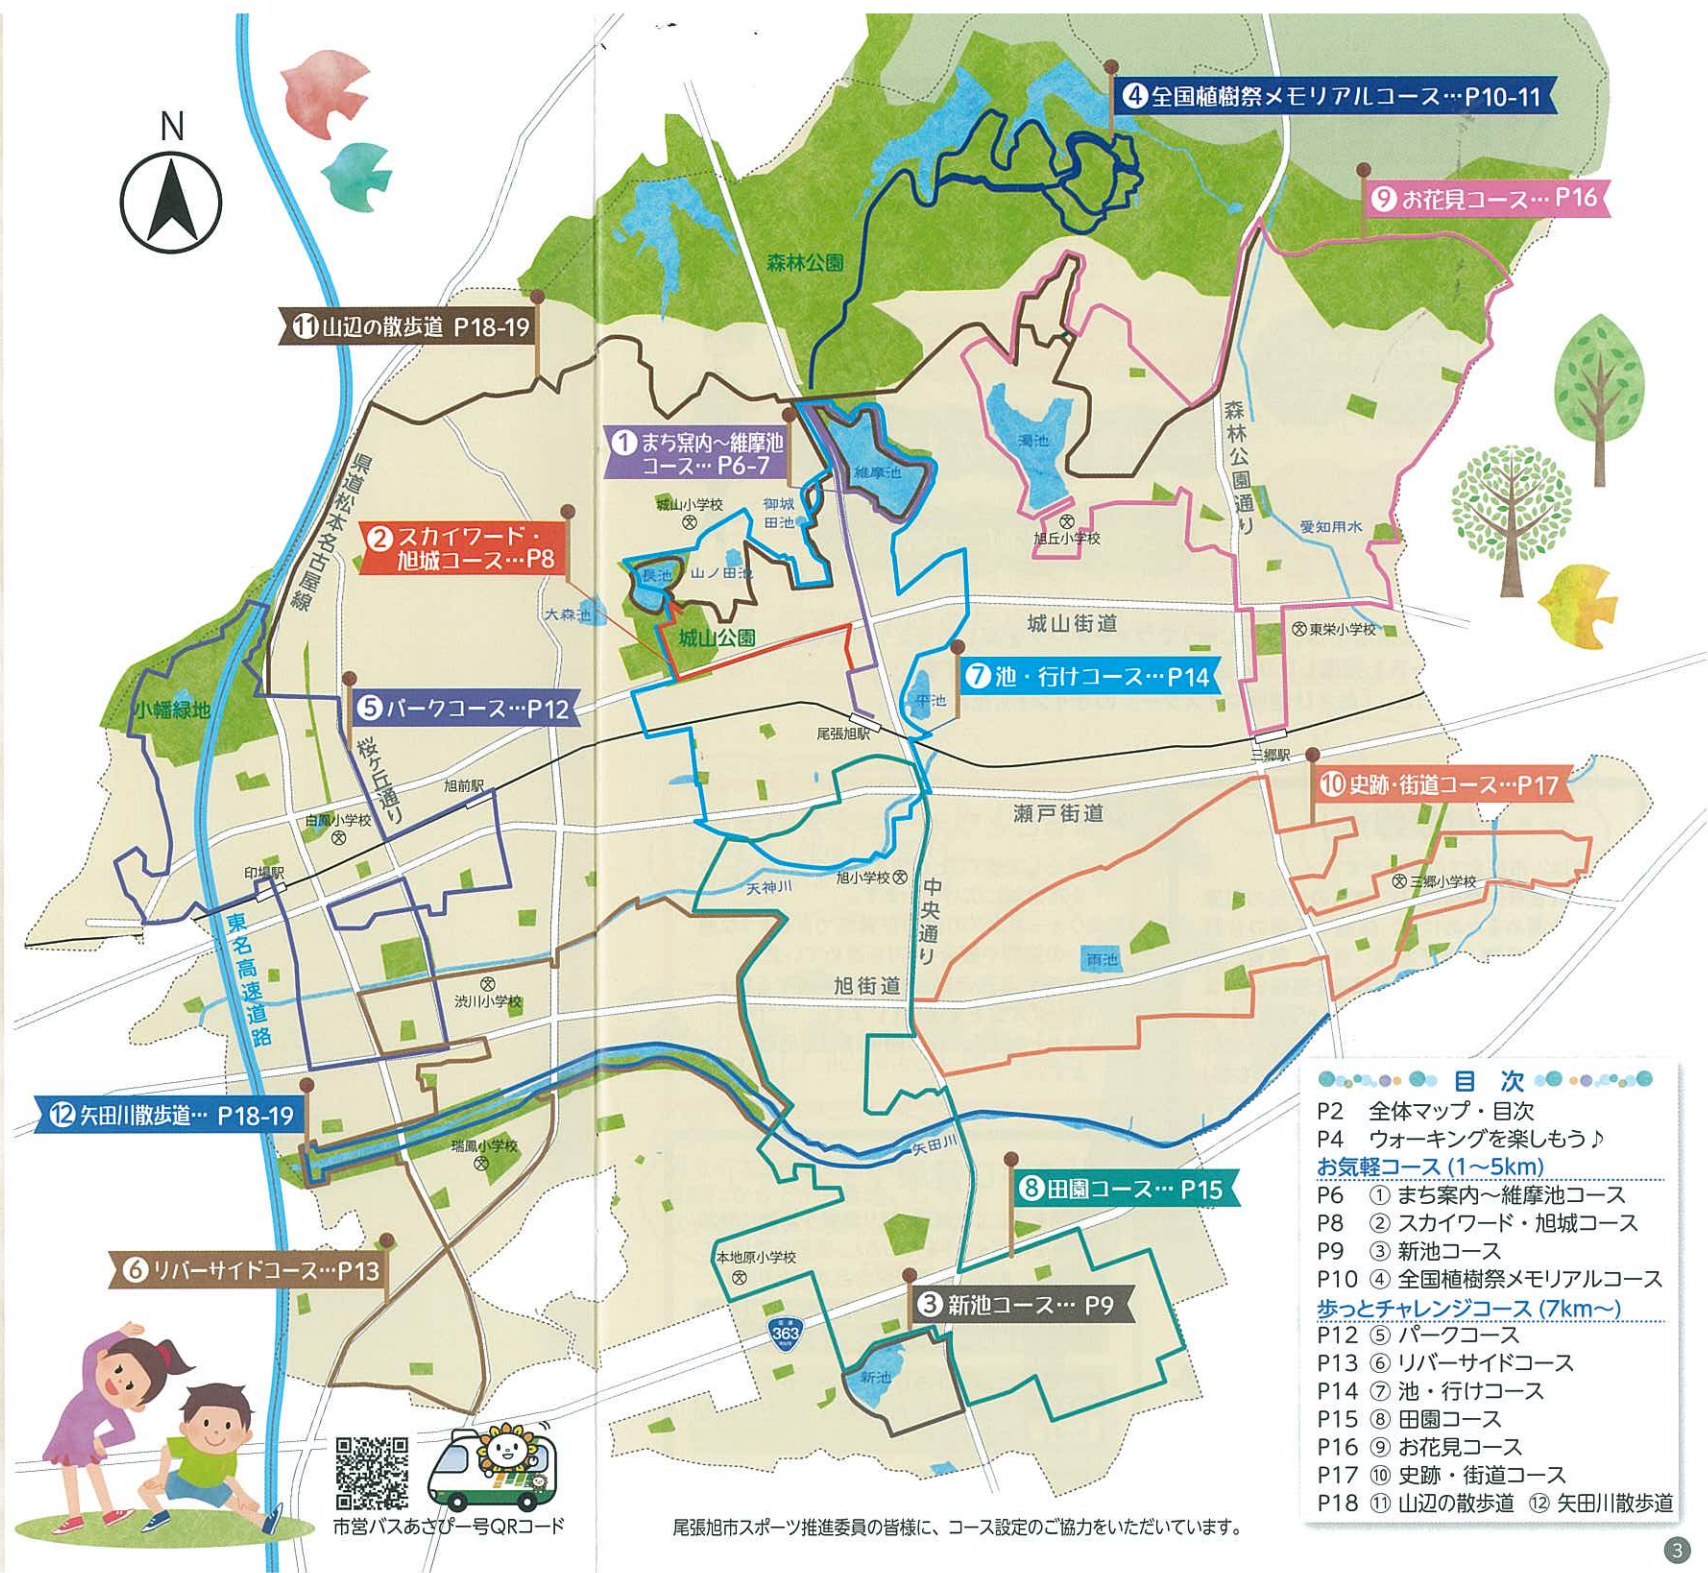 N
④全国植樹祭メモリアルコース…P10-11
⑨お花見コース…P16
森林公園
⑪山辺の散歩道 P18-19
①まち案内～維摩池
コース…P6-7
維摩池
濁池
森林公園通り
県道松本名古屋線
城山小学校
御城
田池
②スカイワード・
旭城コース…P8
長池
山ノ田池
旭丘小学校
愛知用水
大森池
城山公園
城山街道
東栄小学校
小幡緑地
⑤パークコース…P12
⑦池・行けコース…P14
平池
尾張旭駅
三郷駅
桜ケ丘通り
旭前駅
⑩史跡・街道コース…P17
瀬戸街道
白鳳小学校
印場駅
天神川
旭小学校
中央通り
三郷小学校
東名高速道路
渋川小学校
旭街道
雨池
⑫矢田川散歩道…P18-19
瑞鳳小学校
矢田川
⑧田園コース…P15
⑥リバーサイドコース…P13
本地原小学校
③新池コース…P9
363
新池
目 次
P2 全体マップ・目次
P4 ウォーキングを楽しもう♪
お気軽コース(1～5km)
P6 ① まち案内～維摩池コース
P8 ② スカイワード・旭城コース
P9 ③ 新池コース
P10 ④ 全国植樹祭メモリアルコース
歩っとチャレンジコース(7km～)
P12 ⑤ パークコース
P13 ⑥ リバーサイドコース
P14 ⑦ 池・行けコース
P15 ⑧ 田園コース
P16 ⑨ お花見コース
P17 ⑩ 史跡・街道コース
P18 ⑪ 山辺の散歩道 ⑫ 矢田川散歩道
市営バスあさぴー号QRコード
尾張旭市スポーツ推進委員の皆様に、コース設定のご協力をいただいています。
3